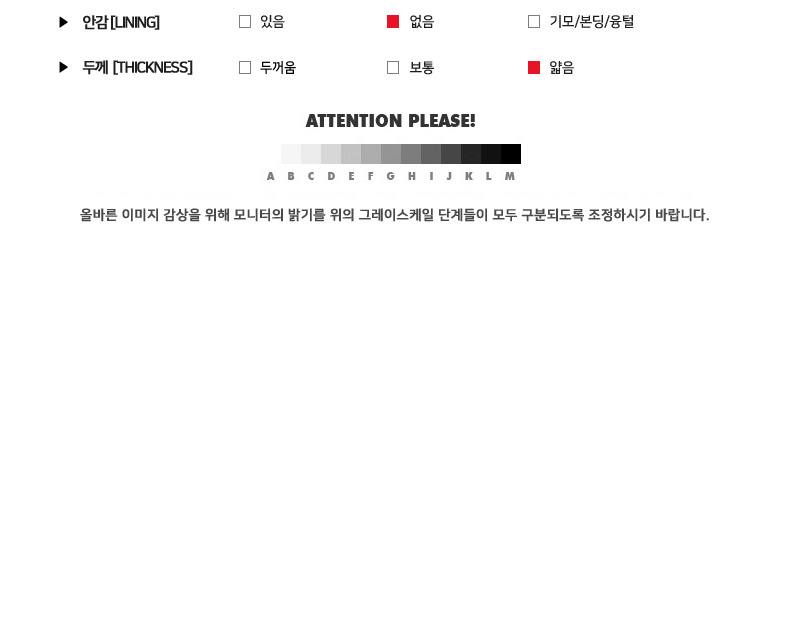 ▶ 안감 [LINING] □ 있음 ■ 없음 □ 기모/본딩/융털
▶ 두께 [THICKNESS] □ 두꺼움 □ 보통 ■ 얇음
ATTENTION PLEASE!
A B C D E F G H I J K L M
올바른 이미지 감상을 위해 모니터의 밝기를 위의 그레이스케일 단계들이 모두 구분되도록 조정하시기 바랍니다.